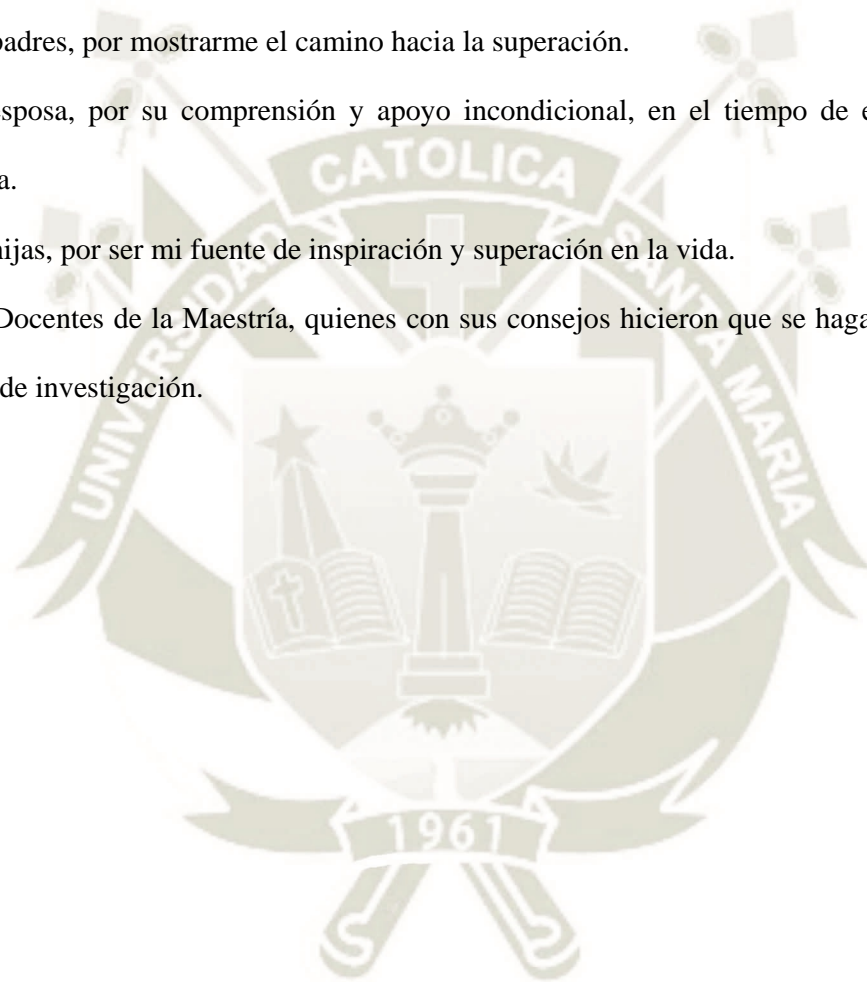 padres, por mostrarme el camino hacia la superación.
esposa, por su comprensión y apoyo incondicional, en el tiempo de e
a.
hijas, por ser mi fuente de inspiración y superación en la vida.
Docentes de la Maestría, quienes con sus consejos hicieron que se haga
de investigación.
UNIVERSIDAD CATOLICA SANTA MARIA
1961